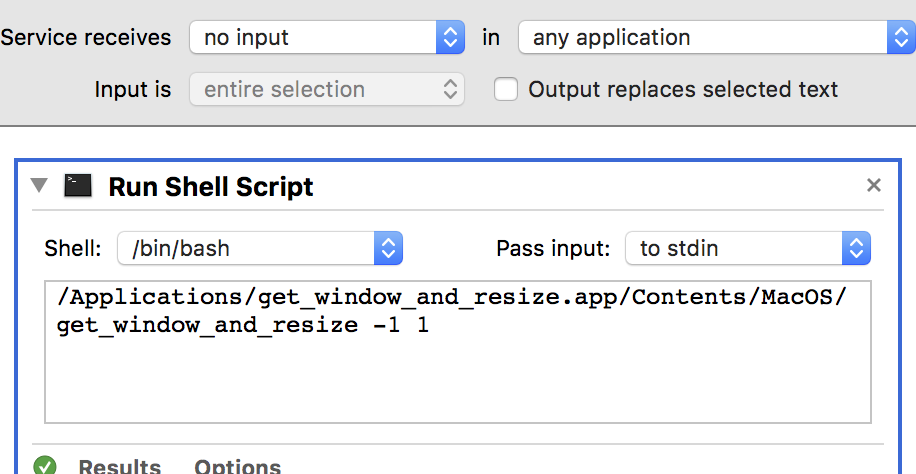 Service receives no input in any application
Input is entire selection Output replaces selected text
Run Shell Script
Shell: /bin/bash Pass input: to stdin
/Applications/get_window_and_resize.app/Contents/MacOS/
get_window_and_resize -1 1
Results Options